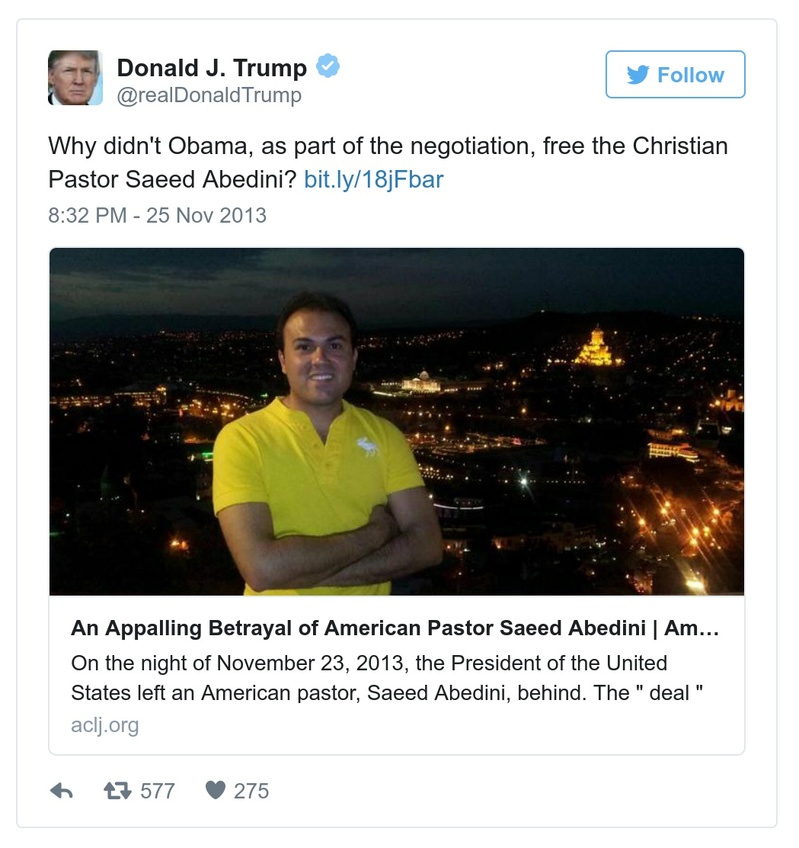 Donald J. Trump
@realDonaldTrump
Follow
Why didn't Obama, as part of the negotiation, free the Christian
Pastor Saeed Abedini? bit.ly/18jFbar
8:32 PM - 25 Nov 2013
An Appalling Betrayal of American Pastor Saeed Abedini | Am…
On the night of November 23, 2013, the President of the United
States left an American pastor, Saeed Abedini, behind. The " deal "
aclj.org
577 275